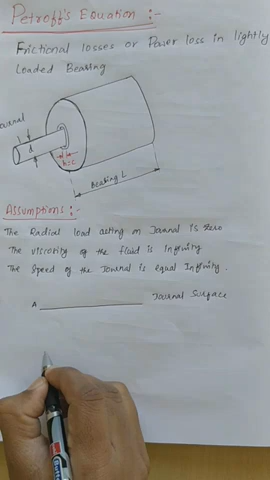 Petroff's Equation :-
Frictional losses or Power loss in lightly
Loaded Bearing
Journal
d
h=c
Bearing L
Assumptions :-
The Radial load acting on Journal is zero
The viscosity of the fluid is infinity
The Speed of the Journal is equal Infinity.
A
Journal Surface